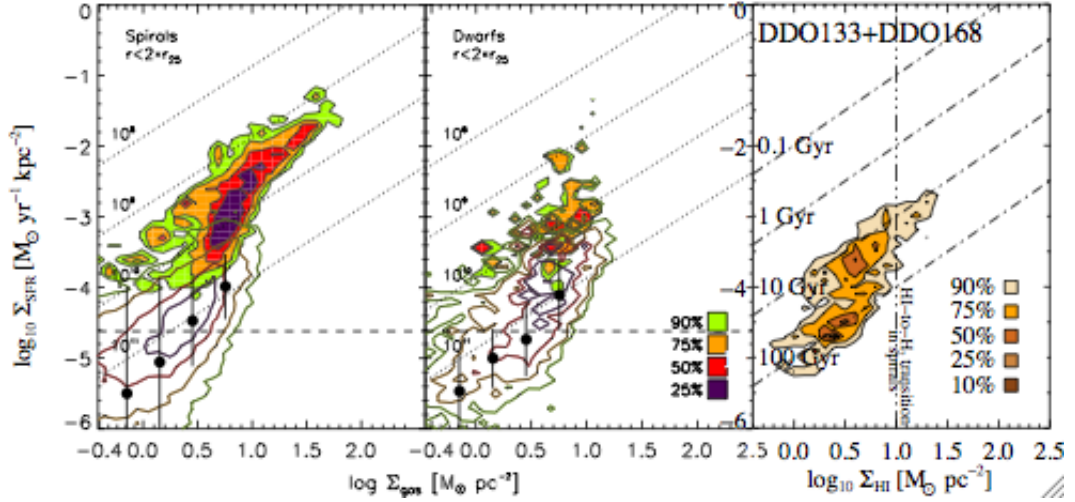 Spirals
r<2*r25
Dwarfs
r<2*r25
DDO133+DDO168
log10 ΣSFR [M⊙ yr−1 kpc−2]
0
−1
−2
−3
−4
−5
−6
10^8
10^9
10^10
10^11
10^8
10^9
10^10
10^11
0
−2
−4
−6
0.1 Gyr
1 Gyr
10 Gyr
100 Gyr
HI−to−H2 transition
in spirals
90%
75%
50%
25%
90%
75%
50%
25%
10%
−0.4 0.0 0.5 1.0 1.5 2.0
−0.4 0.0 0.5 1.0 1.5 2.0 2.5
0.0 0.5 1.0 1.5 2.0 2.5
log Σgas [M⊙ pc−2]
log10 ΣHI [M⊙ pc−2]